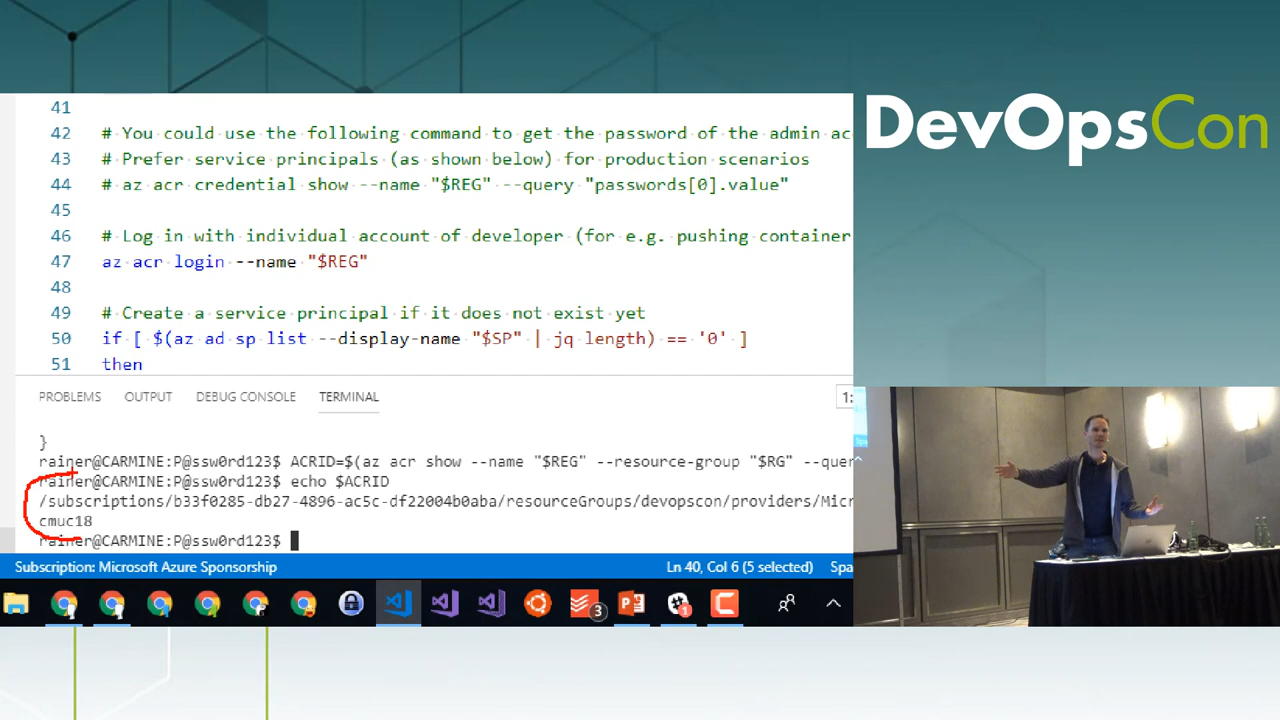 DevOpsCon
41
42 # You could use the following command to get the password of the admin acc
43 # Prefer service principals (as shown below) for production scenarios
44 # az acr credential show --name "$REG" --query "passwords[0].value"
45
46 # Log in with individual account of developer (for e.g. pushing container
47 az acr login --name "$REG"
48
49 # Create a service principal if it does not exist yet
50 if [ $(az ad sp list --display-name "$SP" | jq length) == '0' ]
51 then
PROBLEMS OUTPUT DEBUG CONSOLE TERMINAL 1:
}
rainer@CARMINE:P@ssw0rd123$ ACRID=$(az acr show --name "$REG" --resource-group "$RG" --quer
rainer@CARMINE:P@ssw0rd123$ echo $ACRID
/subscriptions/b33f0285-db27-4896-ac5c-df22004b0aba/resourceGroups/devopscon/providers/Micr
cmuc18
rainer@CARMINE:P@ssw0rd123$
Subscription: Microsoft Azure Sponsorship Ln 40, Col 6 (5 selected) Spa
3
1